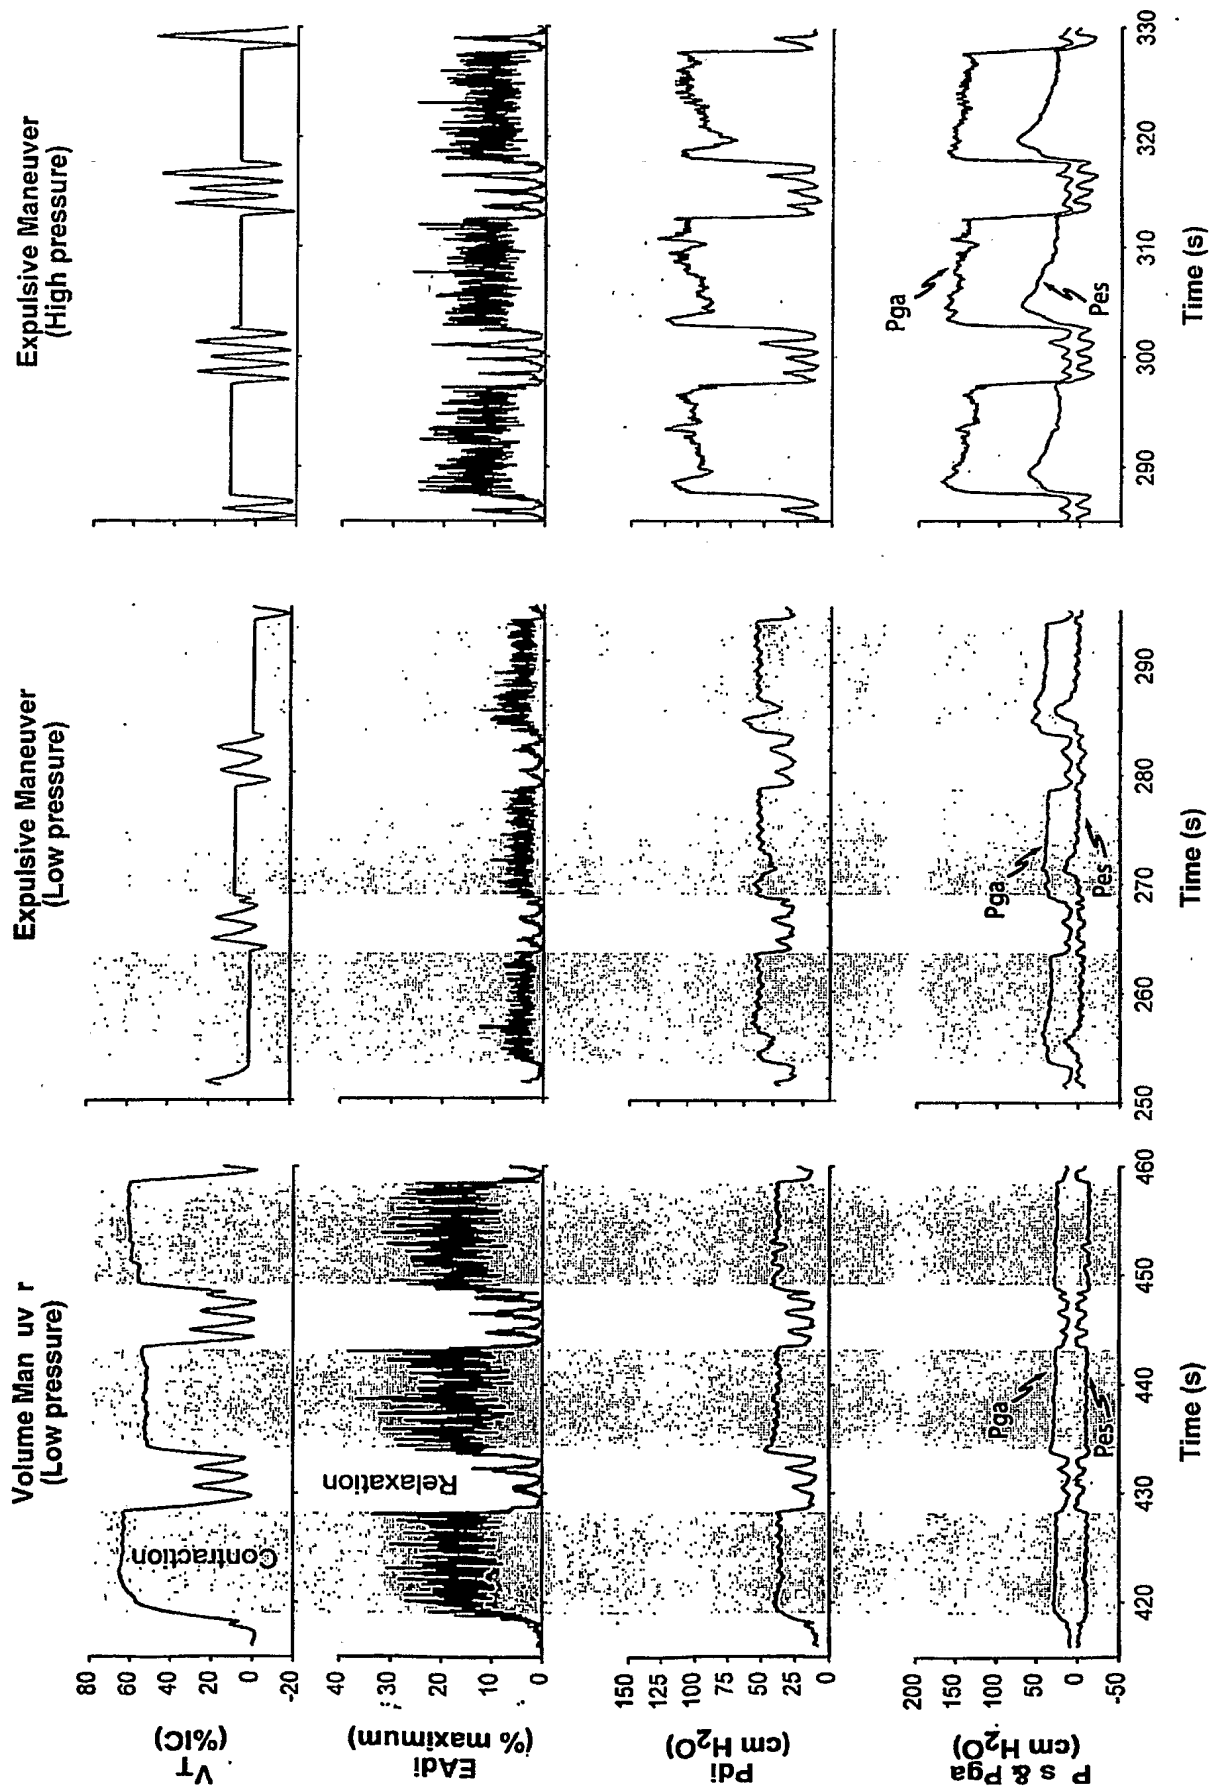 Volume Man uv r
(Low pressure)
Expulsive Maneuver
(Low pressure)
Expulsive Maneuver
(High pressure)
VT
(%IC)
80
60
40
20
0
-20
Contraction
EAdi
(% maximum)
40
30
20
10
0
Relaxation
Pdi
(cm H2O)
150
125
100
75
50
25
0
P s & Pga
(cm H2O)
200
150
100
50
0
-50
Pga
Pes
Pga
Pes
Pga
Pes
420 430 440 450 460
Time (s)
250 260 270 280 290
Time (s)
290 300 310 320 330
Time (s)